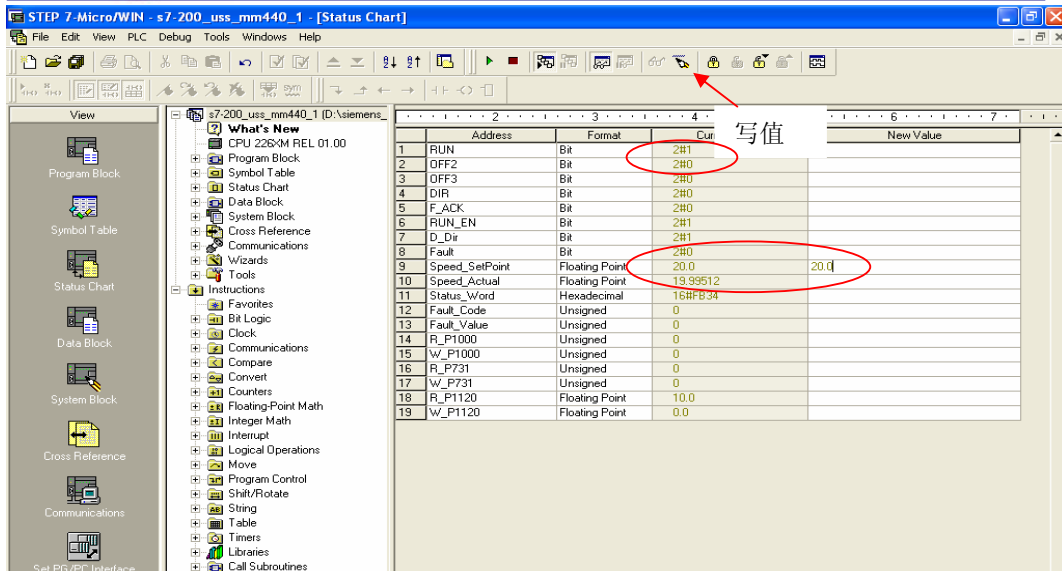 STEP 7-Micro/WIN - s7-200_uss_mm440_1 - [Status Chart]
File Edit View PLC Debug Tools Windows Help
View
Program Block
Symbol Table
Status Chart
Data Block
System Block
Cross Reference
Communications
Set PG/PC Interface
s7-200_uss_mm440_1 (D:\siemens_
What's New
CPU 226XM REL 01.00
Program Block
Symbol Table
Status Chart
Data Block
System Block
Cross Reference
Communications
Wizards
Tools
Instructions
Favorites
Bit Logic
Clock
Communications
Compare
Convert
Counters
Floating-Point Math
Integer Math
Interrupt
Logical Operations
Move
Program Control
Shift/Rotate
String
Table
Timers
Libraries
Call Subroutines
写值
2 3 4 6 7
Address Format Cur New Value
1 RUN Bit 2#1
2 OFF2 Bit 2#0
3 OFF3 Bit 2#0
4 DIR Bit 2#0
5 F_ACK Bit 2#0
6 RUN_EN Bit 2#1
7 D_Dir Bit 2#1
8 Fault Bit 2#0
9 Speed_SetPoint Floating Point 20.0 20.0
10 Speed_Actual Floating Point 19.99512
11 Status_Word Hexadecimal 16#FB34
12 Fault_Code Unsigned 0
13 Fault_Value Unsigned 0
14 R_P1000 Unsigned 0
15 W_P1000 Unsigned 0
16 R_P731 Unsigned 0
17 W_P731 Unsigned 0
18 R_P1120 Floating Point 10.0
19 W_P1120 Floating Point 0.0